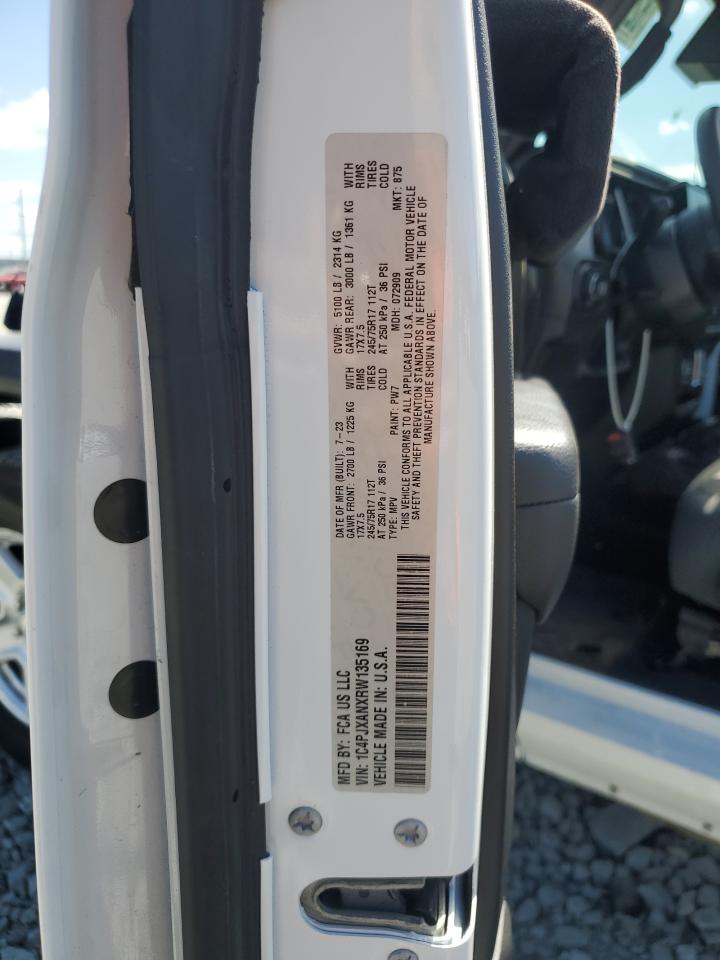 MFD BY: FCA US LLC
VIN: 1C4PJXANXRW135169
VEHICLE MADE IN: U.S.A.
DATE OF MFR (BUILT): 7-23 GVWR: 5100 LB / 2314 KG
GAWR FRONT: 2700 LB / 1225 KG WITH GAWR REAR: 3000 LB / 1361 KG WITH
17X7.5 RIMS 17X7.5 RIMS
245/75R17 112T TIRES 245/75R17 112T TIRES
AT 250 kPa / 36 PSI COLD AT 250 kPa / 36 PSI COLD
TYPE: MPV PAINT: PW7 MDH: 072909 MKT: 875
THIS VEHICLE CONFORMS TO ALL APPLICABLE U.S.A. FEDERAL MOTOR VEHICLE
SAFETY AND THEFT PREVENTION STANDARDS IN EFFECT ON THE DATE OF
MANUFACTURE SHOWN ABOVE.